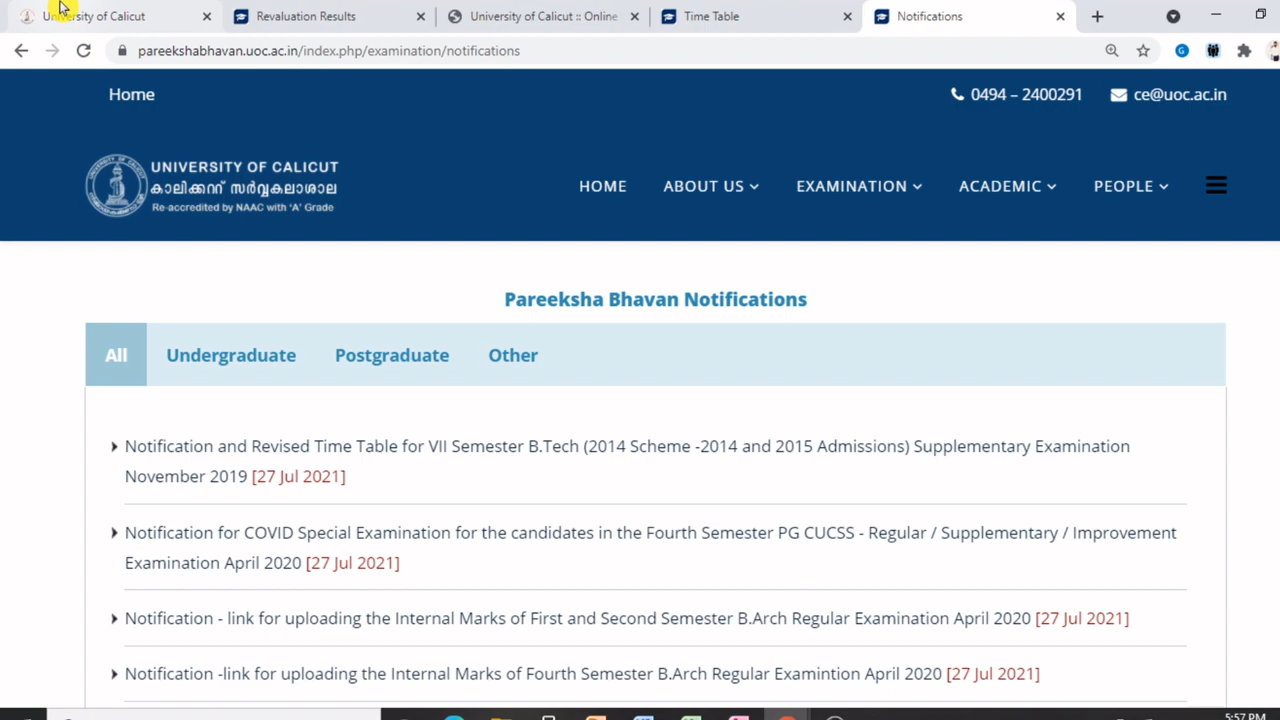 University of Calicut
Revaluation Results
University of Calicut :: Online
Time Table
Notifications
pareekshabhavan.uoc.ac.in/index.php/examination/notifications
Home
0494 – 2400291
ce@uoc.ac.in
UNIVERSITY OF CALICUT
കാലിക്കറ്റ് സർവ്വകലാശാല
Re-accredited by NAAC with 'A' Grade
HOME
ABOUT US
EXAMINATION
ACADEMIC
PEOPLE
Pareeksha Bhavan Notifications
All
Undergraduate
Postgraduate
Other
Notification and Revised Time Table for VII Semester B.Tech (2014 Scheme -2014 and 2015 Admissions) Supplementary Examination
November 2019 [27 Jul 2021]
Notification for COVID Special Examination for the candidates in the Fourth Semester PG CUCSS - Regular / Supplementary / Improvement
Examination April 2020 [27 Jul 2021]
Notification - link for uploading the Internal Marks of First and Second Semester B.Arch Regular Examination April 2020 [27 Jul 2021]
Notification -link for uploading the Internal Marks of Fourth Semester B.Arch Regular Examintion April 2020 [27 Jul 2021]
5:57 PM